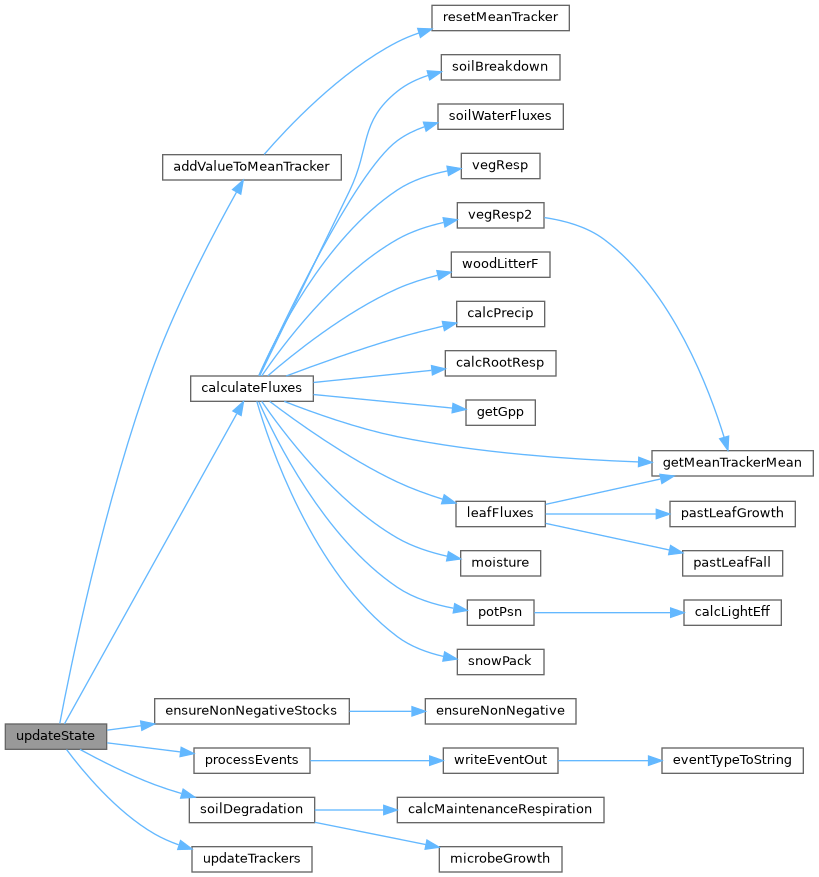 resetMeanTracker
soilBreakdown
soilWaterFluxes
addValueToMeanTracker
vegResp
vegResp2
woodLitterF
calcPrecip
calcRootResp
calculateFluxes
getGpp
getMeanTrackerMean
leafFluxes
pastLeafGrowth
moisture
pastLeafFall
potPsn
calcLightEff
snowPack
ensureNonNegativeStocks
ensureNonNegative
updateState
processEvents
writeEventOut
eventTypeToString
soilDegradation
calcMaintenanceRespiration
updateTrackers
microbeGrowth